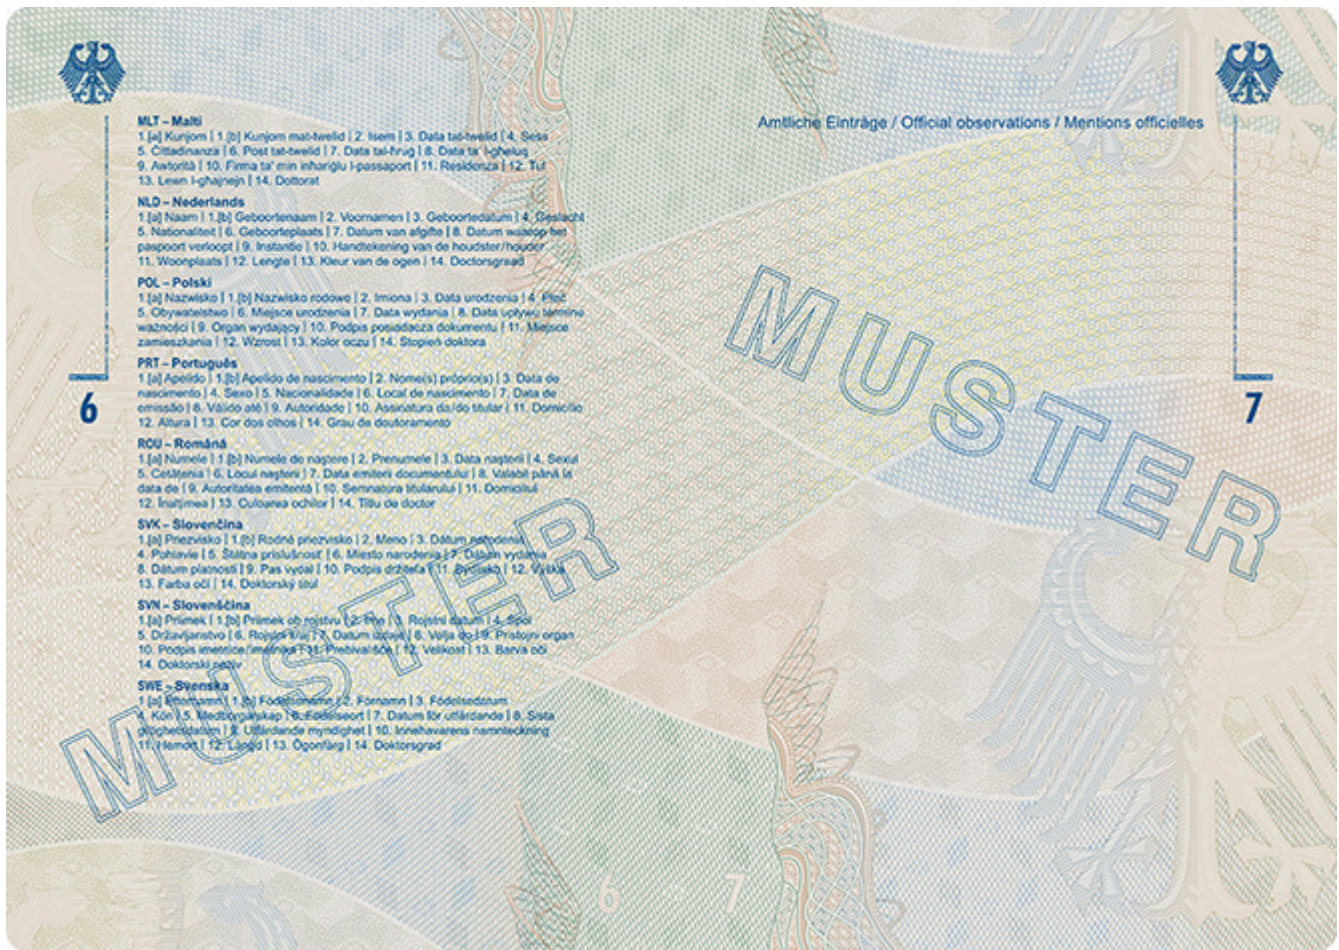 MLT – Malti
1.[a] Kunjom | 1.[b] Kunjom mat-twelid | 2. Isem | 3. Data tat-twelid | 4. Sess
5. Ċittadinanza | 6. Post tat-twelid | 7. Data tal-ħruġ | 8. Data ta' l-għeluq
9. Awtorità | 10. Firma ta' min inħariġlu l-passaport | 11. Residenza | 12. Tul
13. Lewn l-għajnejn | 14. Dottorat
NLD – Nederlands
1.[a] Naam | 1.[b] Geboortenaam | 2. Voornamen | 3. Geboortedatum | 4. Geslacht
5. Nationaliteit | 6. Geboorteplaats | 7. Datum van afgifte | 8. Datum waarop het
paspoort verloopt | 9. Instantie | 10. Handtekening van de houdster/houder
11. Woonplaats | 12. Lengte | 13. Kleur van de ogen | 14. Doctorsgraad
POL – Polski
1.[a] Nazwisko | 1.[b] Nazwisko rodowe | 2. Imiona | 3. Data urodzenia | 4. Płeć
5. Obywatelstwo | 6. Miejsce urodzenia | 7. Data wydania | 8. Data upływu terminu
ważności | 9. Organ wydający | 10. Podpis posiadacza dokumentu | 11. Miejsce
zamieszkania | 12. Wzrost | 13. Kolor oczu | 14. Stopień doktora
PRT – Português
1.[a] Apelido | 1.[b] Apelido de nascimento | 2. Nome(s) próprio(s) | 3. Data de
nascimento | 4. Sexo | 5. Nacionalidade | 6. Local de nascimento | 7. Data de
emissão | 8. Válido até | 9. Autoridade | 10. Assinatura da/do titular | 11. Domicílio
12. Altura | 13. Cor dos olhos | 14. Grau de doutoramento
ROU – Română
1.[a] Numele | 1.[b] Numele de naștere | 2. Prenumele | 3. Data nașterii | 4. Sexul
5. Cetățenia | 6. Locul nașterii | 7. Data emiterii documentului | 8. Valabil până la
data de | 9. Autoritatea emitentă | 10. Semnatura titularului | 11. Domiciliul
12. Înalțimea | 13. Culoarea ochilor | 14. Titlu de doctor
SVK – Slovenčina
1.[a] Priezvisko | 1.[b] Rodné priezvisko | 2. Meno | 3. Dátum narodenia
4. Pohlavie | 5. Štátna príslušnosť | 6. Miesto narodenia | 7. Dátum vydania
8. Dátum platnosti | 9. Pas vydal | 10. Podpis držiteľa | 11. Bydlisko | 12. Výška
13. Farba očí | 14. Doktorský titul
SVN – Slovenščina
1.[a] Priimek | 1.[b] Priimek ob rojstvu | 2. Ime | 3. Rojstni datum | 4. Spol
5. Državljanstvo | 6. Rojstni kraj | 7. Datum izdaje | 8. Velja do | 9. Pristojni organ
10. Podpis imetnice/imetnika | 11. Prebivališče | 12. Velikost | 13. Barva oči
14. Doktorski naziv
SWE – Svenska
1.[a] Efternamn | 1.[b] Födelsenamn | 2. Förnamn | 3. Födelsedatum
4. Kön | 5. Medborgarskap | 6. Födelseort | 7. Datum för utfärdande | 8. Sista
giltighetsdatum | 9. Utfärdande myndighet | 10. Innehavarens namnteckning
11. Hemort | 12. Längd | 13. Ögonfärg | 14. Doktorsgrad
6
MUSTER
Amtliche Einträge / Official observations / Mentions officielles
7
MUSTER
6 7